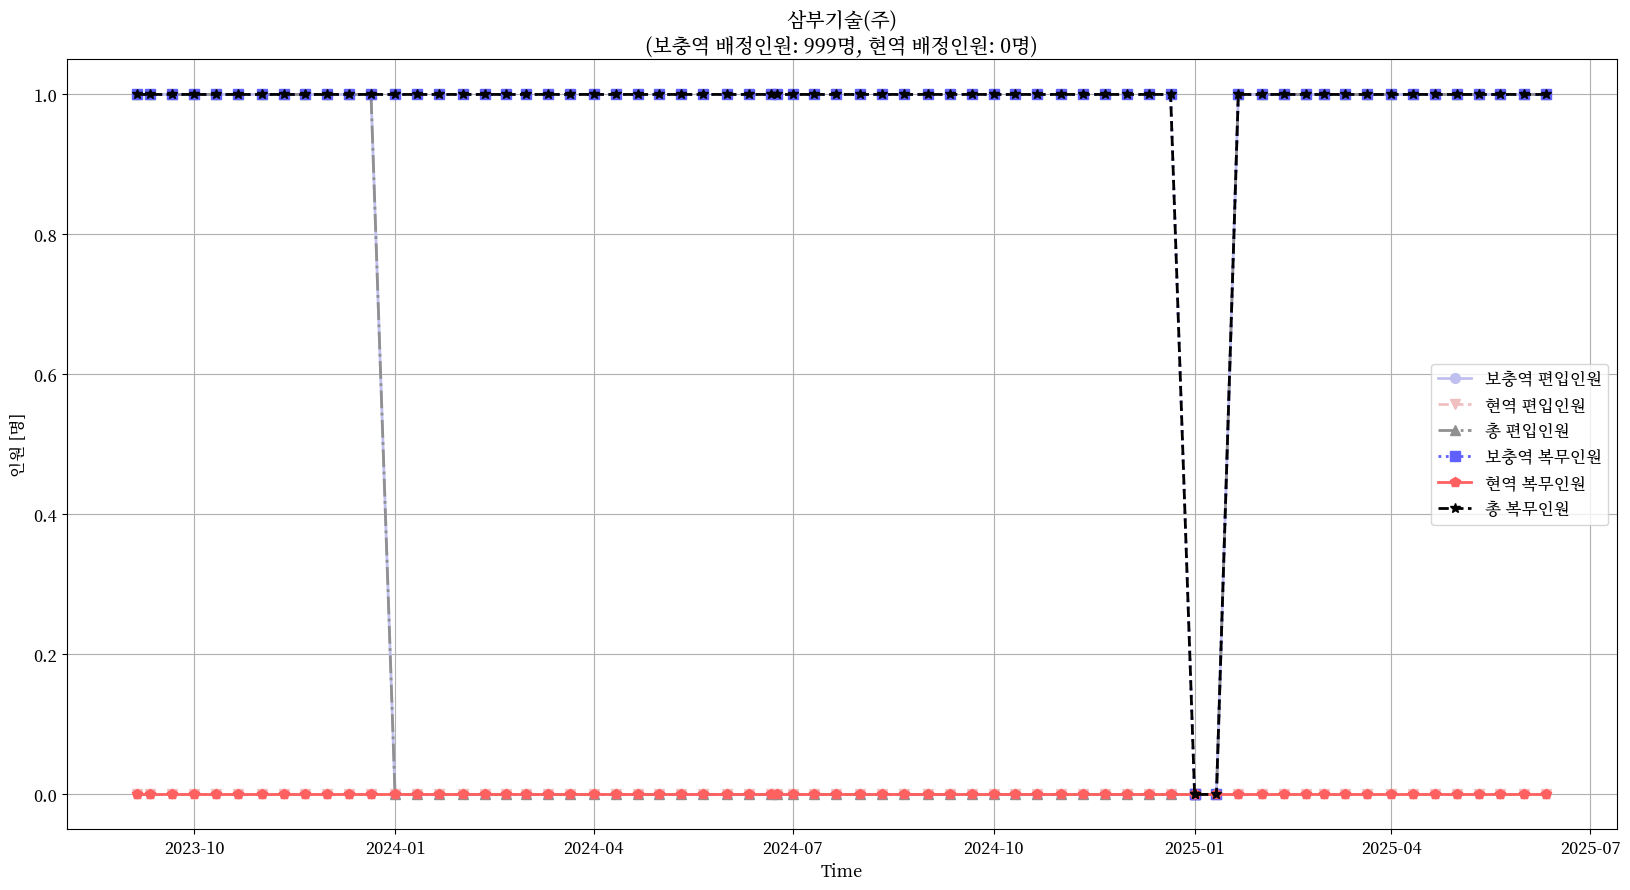 삼부기술(주)
(보충역 배정인원: 999명, 현역 배정인원: 0명)
1.0
0.8
0.6
0.4
0.2
0.0
인원 [명]
보충역 편입인원
현역 편입인원
총 편입인원
보충역 복무인원
현역 복무인원
총 복무인원
2023-10
2024-01
2024-04
2024-07
2024-10
2025-01
2025-04
2025-07
Time